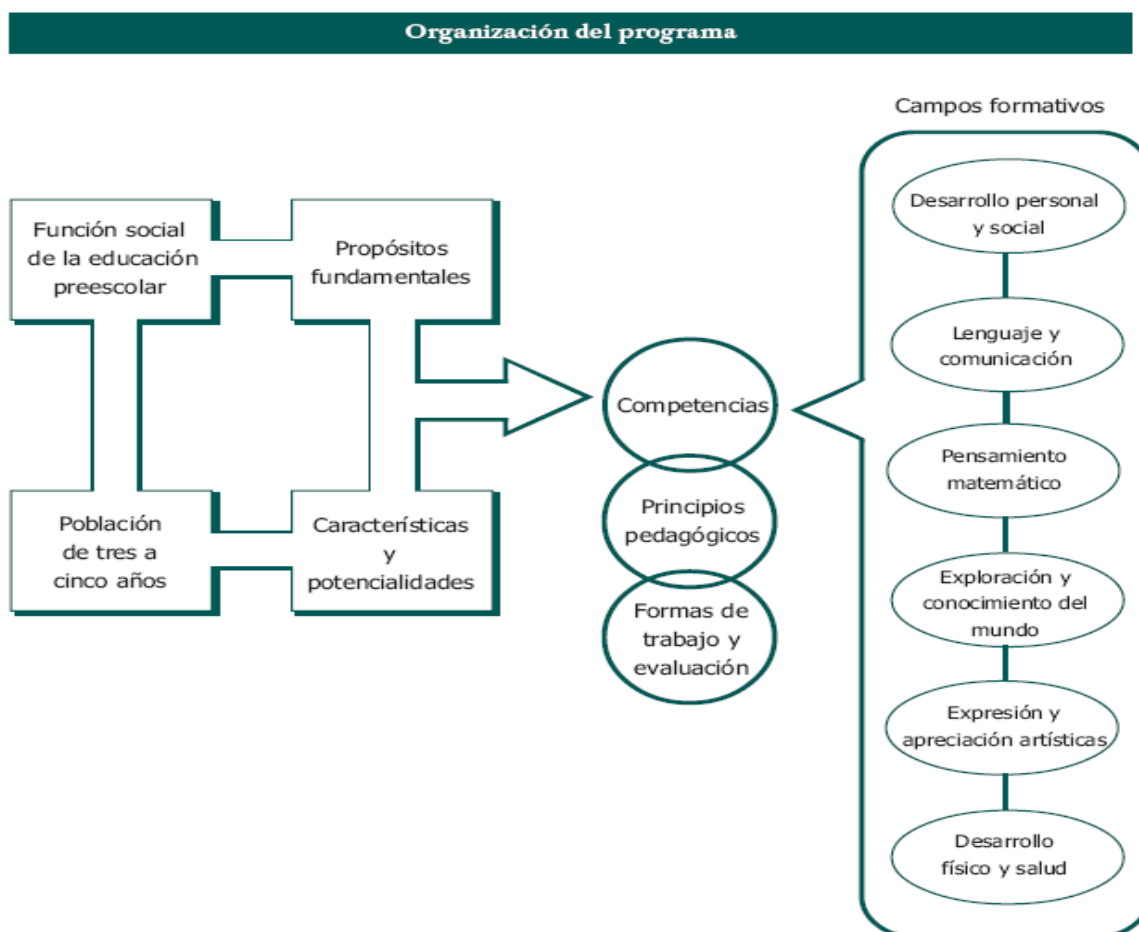 Organización del programa
Campos formativos
Función social
de la educación
preescolar
Propósitos
fundamentales
Población
de tres a
cinco años
Características
y
potencialidades
Competencias
Principios
pedagógicos
Formas de
trabajo y
evaluación
Desarrollo personal
y social
Lenguaje y
comunicación
Pensamiento
matemático
Exploración y
conocimiento del
mundo
Expresión y
apreciación artísticas
Desarrollo
físico y salud